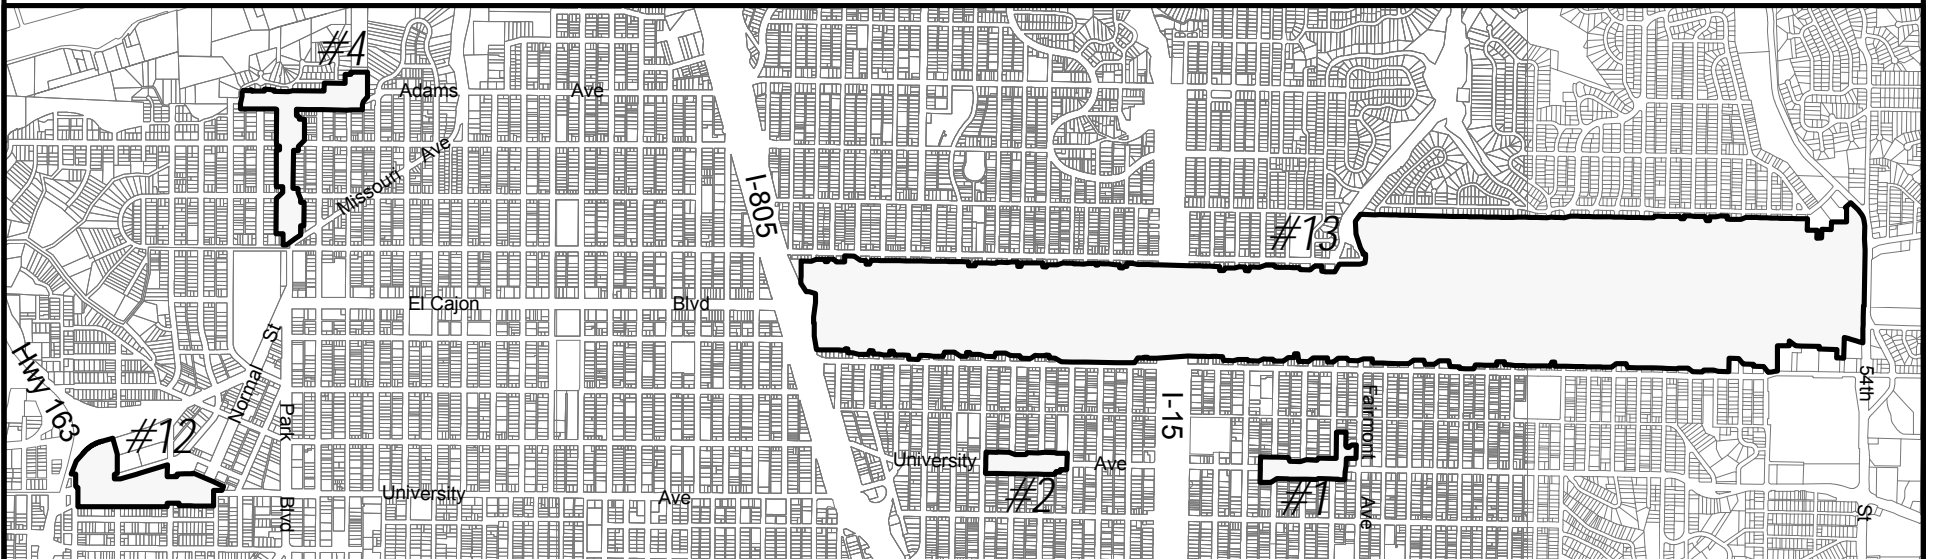 #4
Adams Ave
Missouri Ave
I-805
#13
El Cajon Blvd
Normal St
Hwy 163
#12
Park Blvd
I-15
Fairmont Ave
54th St
University Ave
#2
#1
University Ave